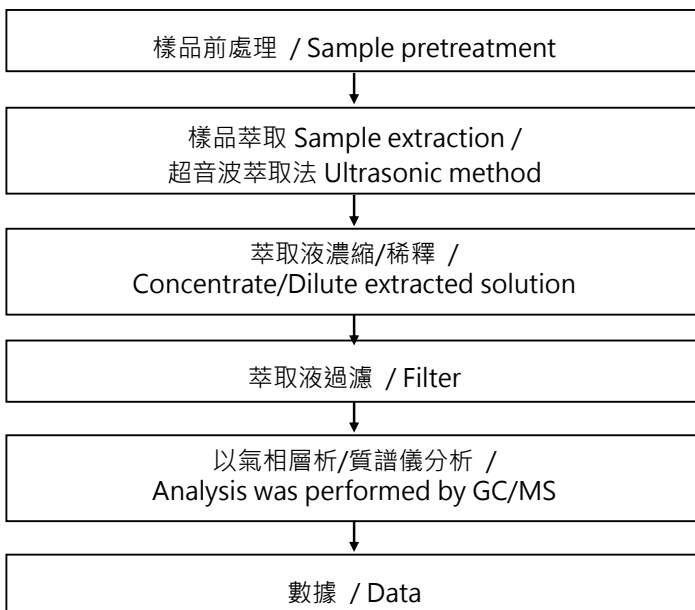 樣品前處理 / Sample pretreatment
樣品萃取 Sample extraction /
超音波萃取法 Ultrasonic method
萃取液濃縮/稀釋 /
Concentrate/Dilute extracted solution
萃取液過濾 / Filter
以氣相層析/質譜儀分析 /
Analysis was performed by GC/MS
數據 / Data